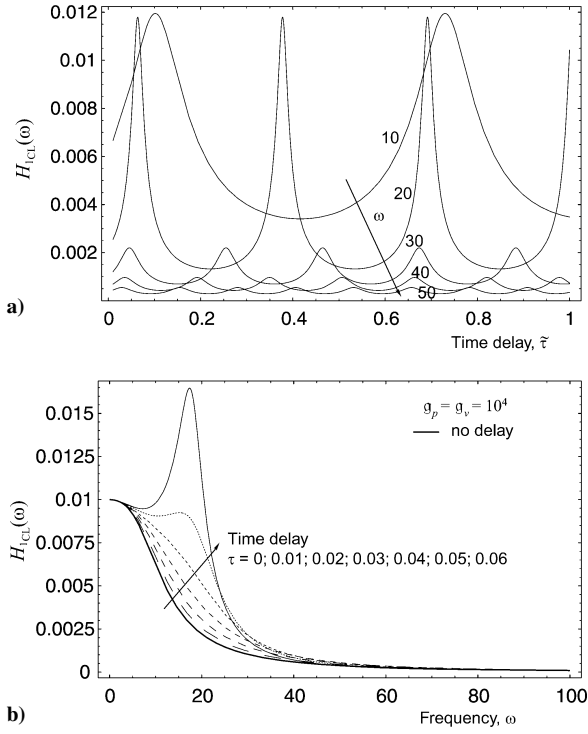 0.012
0.01
0.008
0.006
0.004
0.002
H1CL(ω)
10
20
ω
30
40
50
0 0.2 0.4 0.6 0.8 1
a)
Time delay, τ̃
0.015
0.0125
0.01
0.0075
0.005
0.0025
0
H1CL(ω)
gp = gv = 10⁴
no delay
Time delay
τ = 0; 0.01; 0.02; 0.03; 0.04; 0.05; 0.06
0 20 40 60 80 100
b)
Frequency, ω